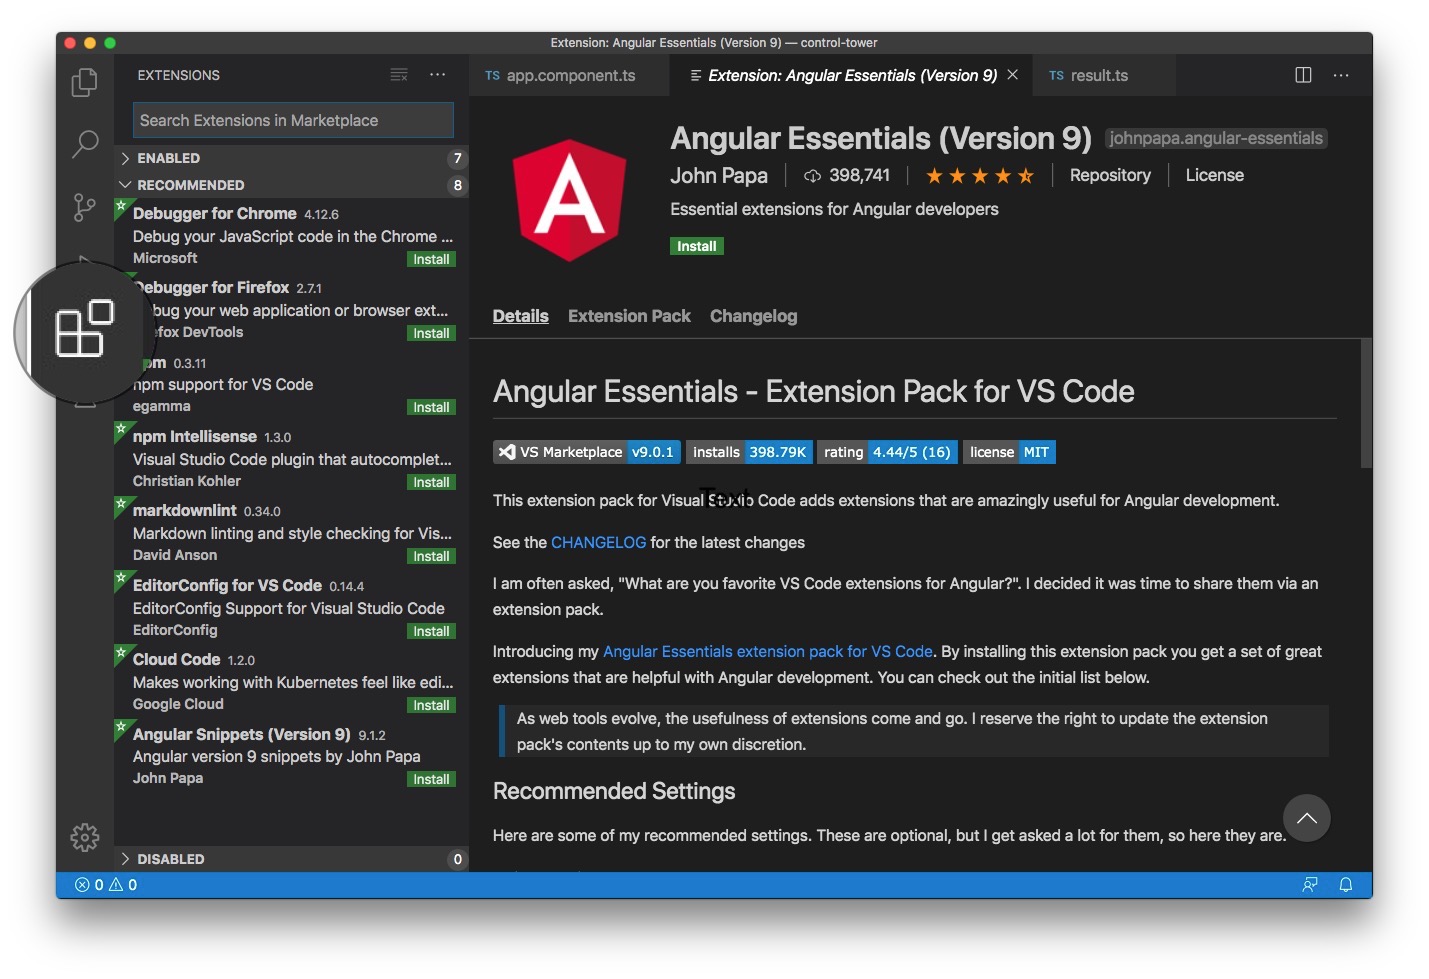 Extension: Angular Essentials (Version 9) — control-tower
EXTENSIONS
Search Extensions in Marketplace
ENABLED 7
RECOMMENDED 8
Debugger for Chrome 4.12.6
Debug your JavaScript code in the Chrome ...
Microsoft Install
Debugger for Firefox 2.7.1
bug your web application or browser ext...
efox DevTools Install
npm 0.3.11
npm support for VS Code
egamma Install
npm Intellisense 1.3.0
Visual Studio Code plugin that autocomplet...
Christian Kohler Install
markdownlint 0.34.0
Markdown linting and style checking for Vis...
David Anson Install
EditorConfig for VS Code 0.14.4
EditorConfig Support for Visual Studio Code
EditorConfig Install
Cloud Code 1.2.0
Makes working with Kubernetes feel like edi...
Google Cloud Install
Angular Snippets (Version 9) 9.1.2
Angular version 9 snippets by John Papa
John Papa Install
DISABLED 0
TS app.component.ts Extension: Angular Essentials (Version 9) TS result.ts
A
Angular Essentials (Version 9) johnpapa.angular-essentials
John Papa 398,741 Repository License
Essential extensions for Angular developers
Install
Details Extension Pack Changelog
Angular Essentials - Extension Pack for VS Code
VS Marketplace v9.0.1 installs 398.79K rating 4.44/5 (16) license MIT
Text
This extension pack for Visual Code adds extensions that are amazingly useful for Angular development.
See the CHANGELOG for the latest changes
I am often asked, "What are you favorite VS Code extensions for Angular?". I decided it was time to share them via an
extension pack.
Introducing my Angular Essentials extension pack for VS Code. By installing this extension pack you get a set of great
extensions that are helpful with Angular development. You can check out the initial list below.
As web tools evolve, the usefulness of extensions come and go. I reserve the right to update the extension
pack's contents up to my own discretion.
Recommended Settings
Here are some of my recommended settings. These are optional, but I get asked a lot for them, so here they are.
0 0